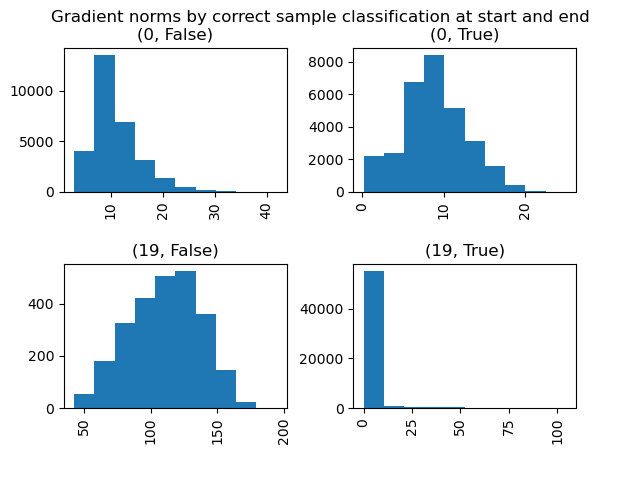 Gradient norms by correct sample classification at start and end
(0, False) (0, True)
10000
5000
0
10 20 30 40
8000
6000
4000
2000
0
0 10 20
(19, False) (19, True)
400
200
0
50 100 150 200
40000
20000
0
0 25 50 75 100